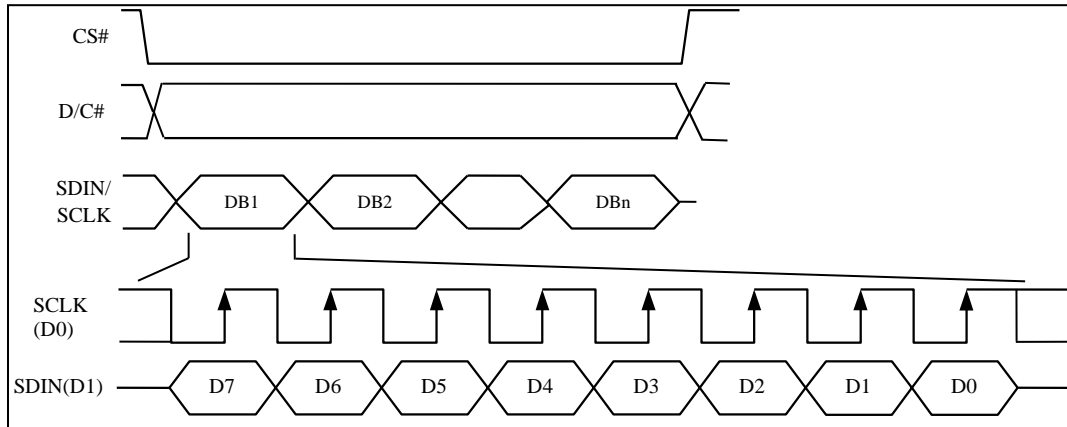 CS#
D/C#
SDIN/
SCLK
DB1 DB2 DBn
SCLK
(D0)
SDIN(D1) D7 D6 D5 D4 D3 D2 D1 D0